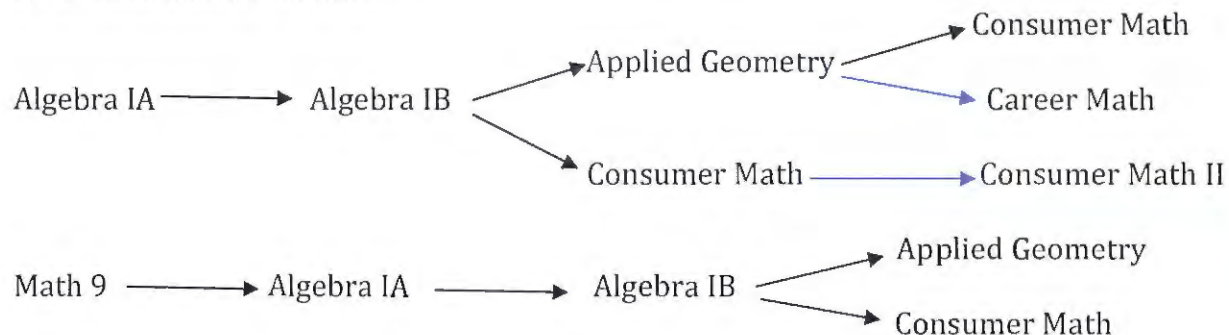 Consumer Math
Applied Geometry
Algebra IA Algebra IB Career Math
Consumer Math Consumer Math II
Applied Geometry
Math 9 Algebra IA Algebra IB
Consumer Math